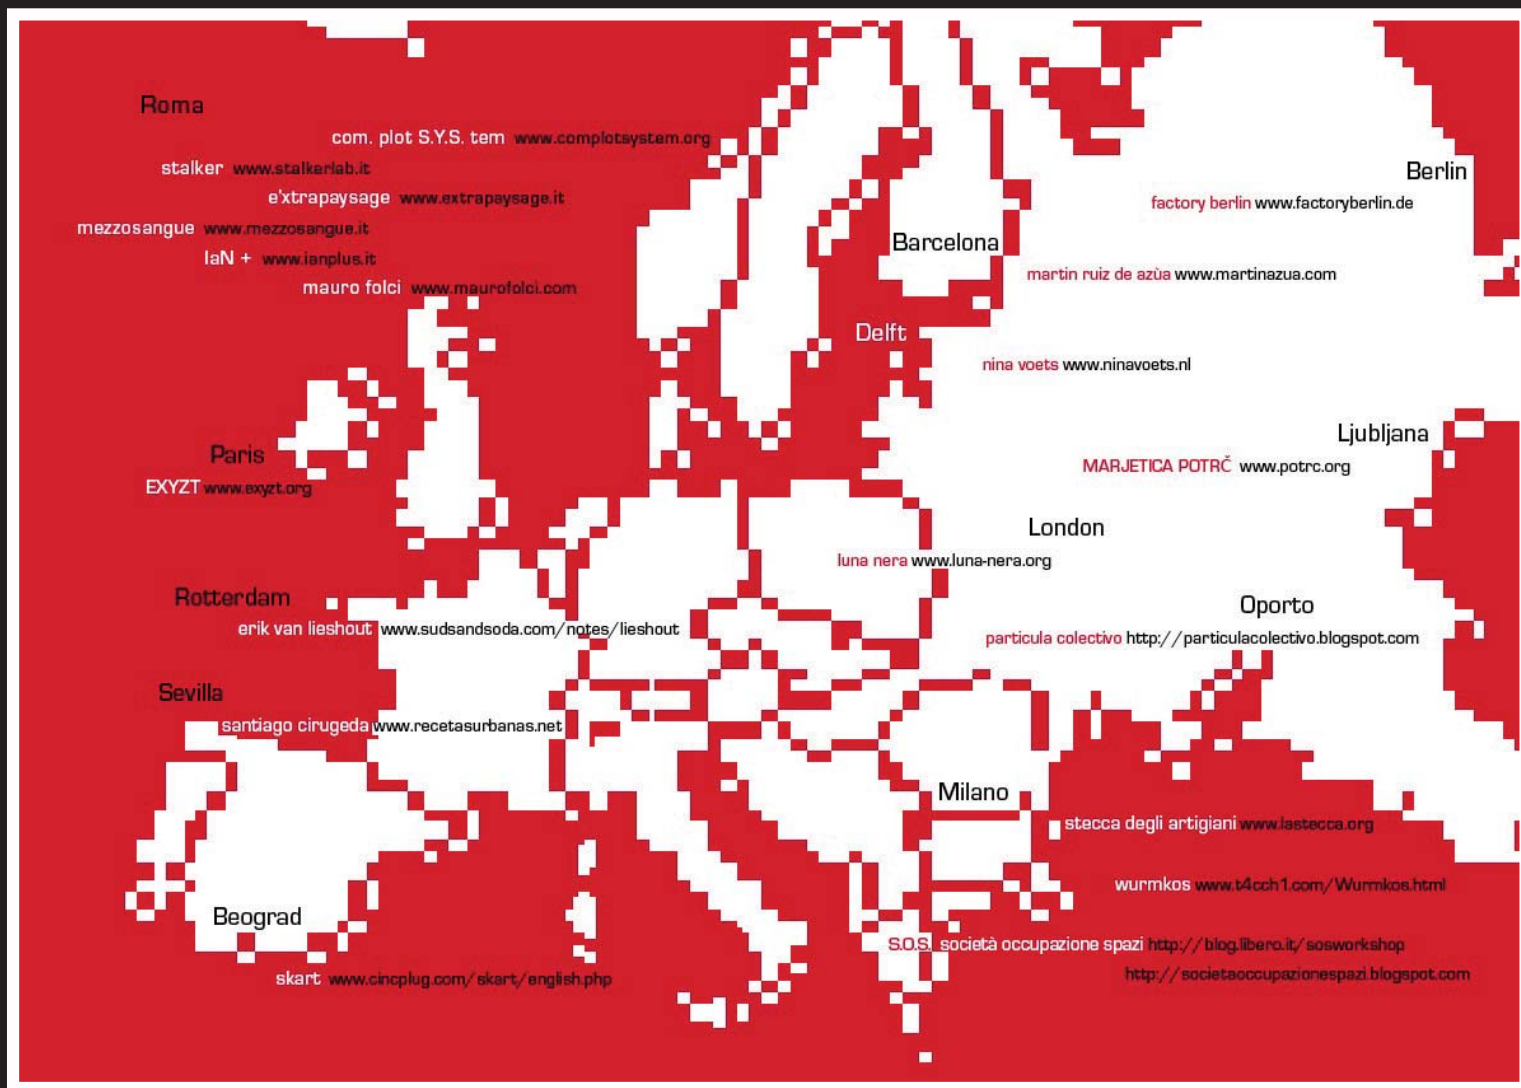 Roma
com. plot S.Y.S. tem www.complotsystem.org
stalker www.stalkerlab.it
e'xtrapaysage www.extrapaysage.it
mezzosangue www.mezzosangue.it
IaN + www.ianplus.it
mauro folci www.maurofolci.com
Paris
EXYZT www.exyzt.org
Rotterdam
erik van lieshout www.sudsandsoda.com/notes/lieshout
Sevilla
santiago cirugeda www.recetasurbanas.net
Beograd
skart www.cincplug.com/skart/english.php
Berlin
factory berlin www.factoryberlin.de
Barcelona
martin ruiz de azùa www.martinazua.com
Delft
nina voets www.ninavoets.nl
Ljubljana
MARJETICA POTRČ www.potrc.org
London
luna nera www.luna-nera.org
Oporto
particula colectivo http://particulacolectivo.blogspot.com
Milano
stecca degli artigiani www.lastecca.org
wurmkos www.t4cch1.com/Wurmkos.html
S.O.S. società occupazione spazi http://blog.libero.it/sosworkshop
http://societaoccupazionespazi.blogspot.com